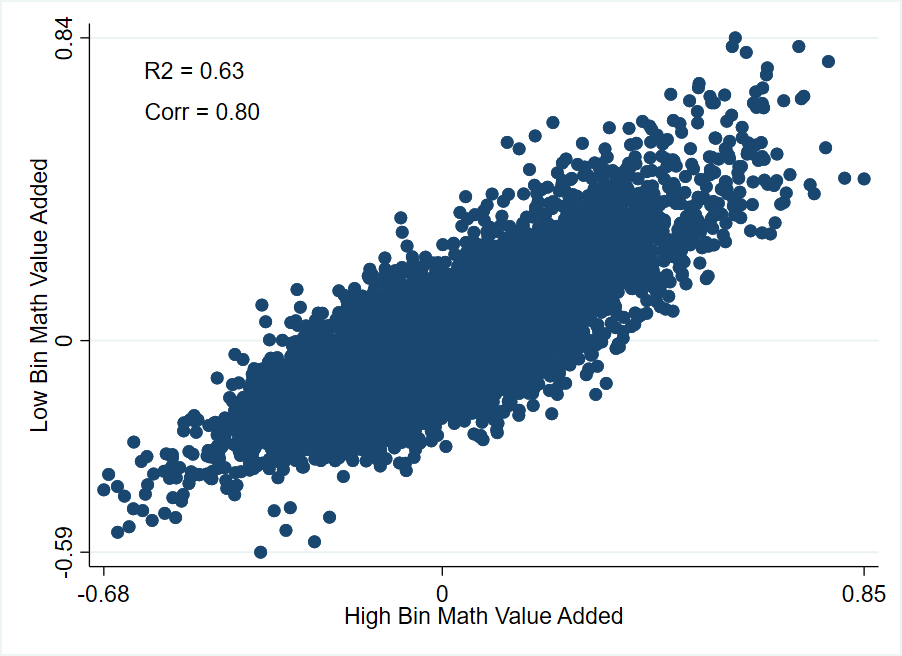 0.84
R2 = 0.63
Corr = 0.80
Low Bin Math Value Added
0
-0.59
-0.68
0
0.85
High Bin Math Value Added